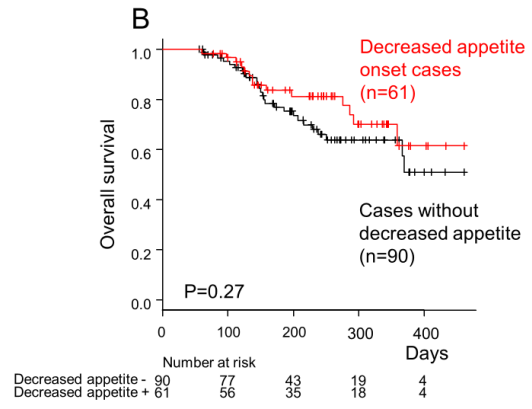 B
Decreased appetite
onset cases
(n=61)
Overall survival
1.0
0.8
0.6
0.4
0.2
0.0
Cases without
decreased appetite
(n=90)
P=0.27
0 100 200 300 400
Days
Number at risk
Decreased appetite - 90 77 43 19 4
Decreased appetite + 61 56 35 18 4